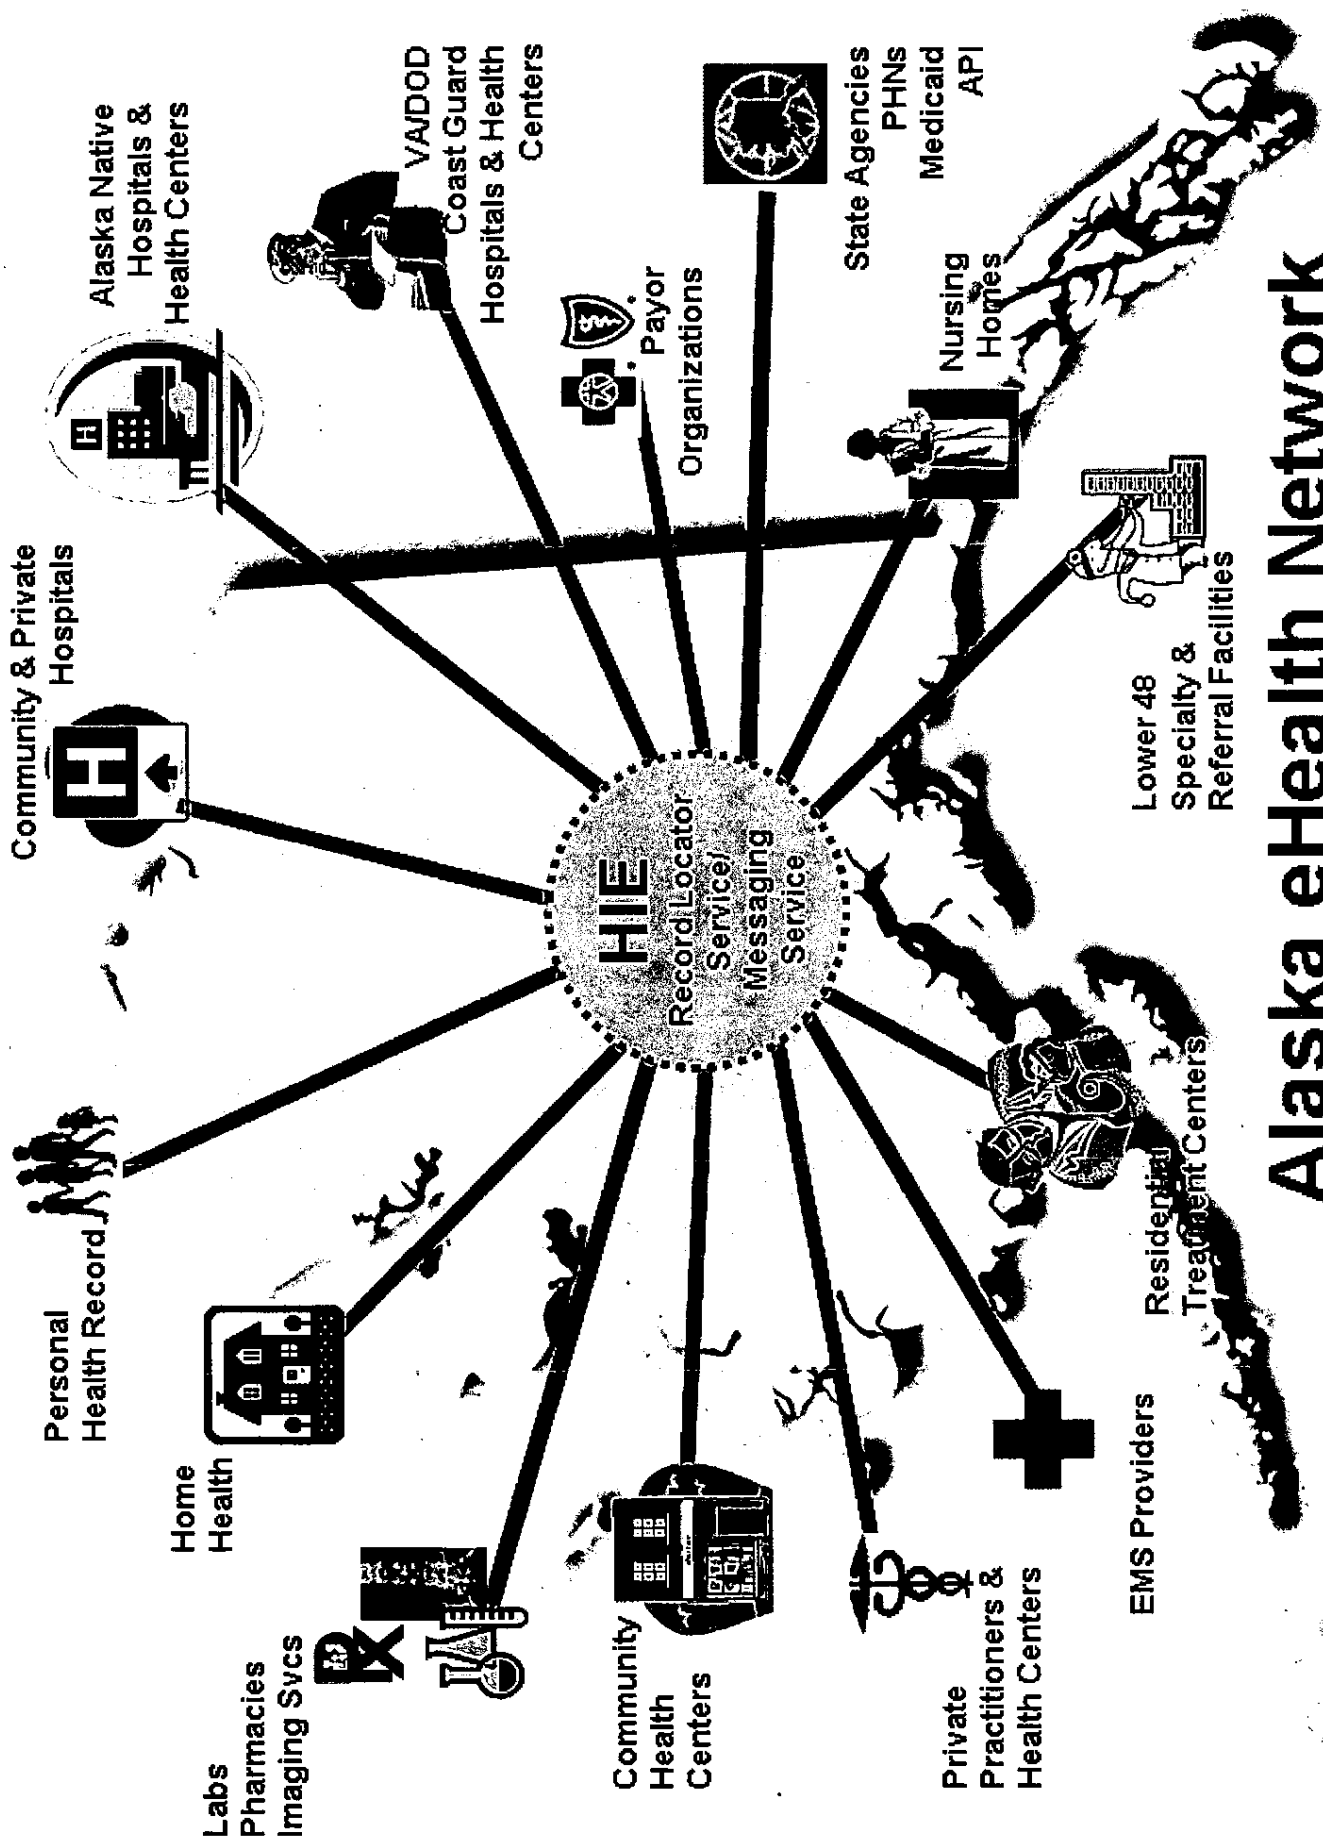 Alaska eHealth Network
Personal
Health Record
Community & Private
Hospitals
Alaska Native
Hospitals &
Health Centers
Home
Health
VA/DOD
Coast Guard
Hospitals & Health
Centers
Labs
Pharmacies
Imaging Svcs
Rx
H
H
HIE
Record Locator
Service/
Messaging
Service
Payor
Organizations
Community
Health
Centers
State Agencies
PHNs
Medicaid
API
Private
Practitioners &
Health Centers
Nursing
Homes
EMS Providers
Residential
Treatment Centers
Lower 48
Specialty &
Referral Facilities